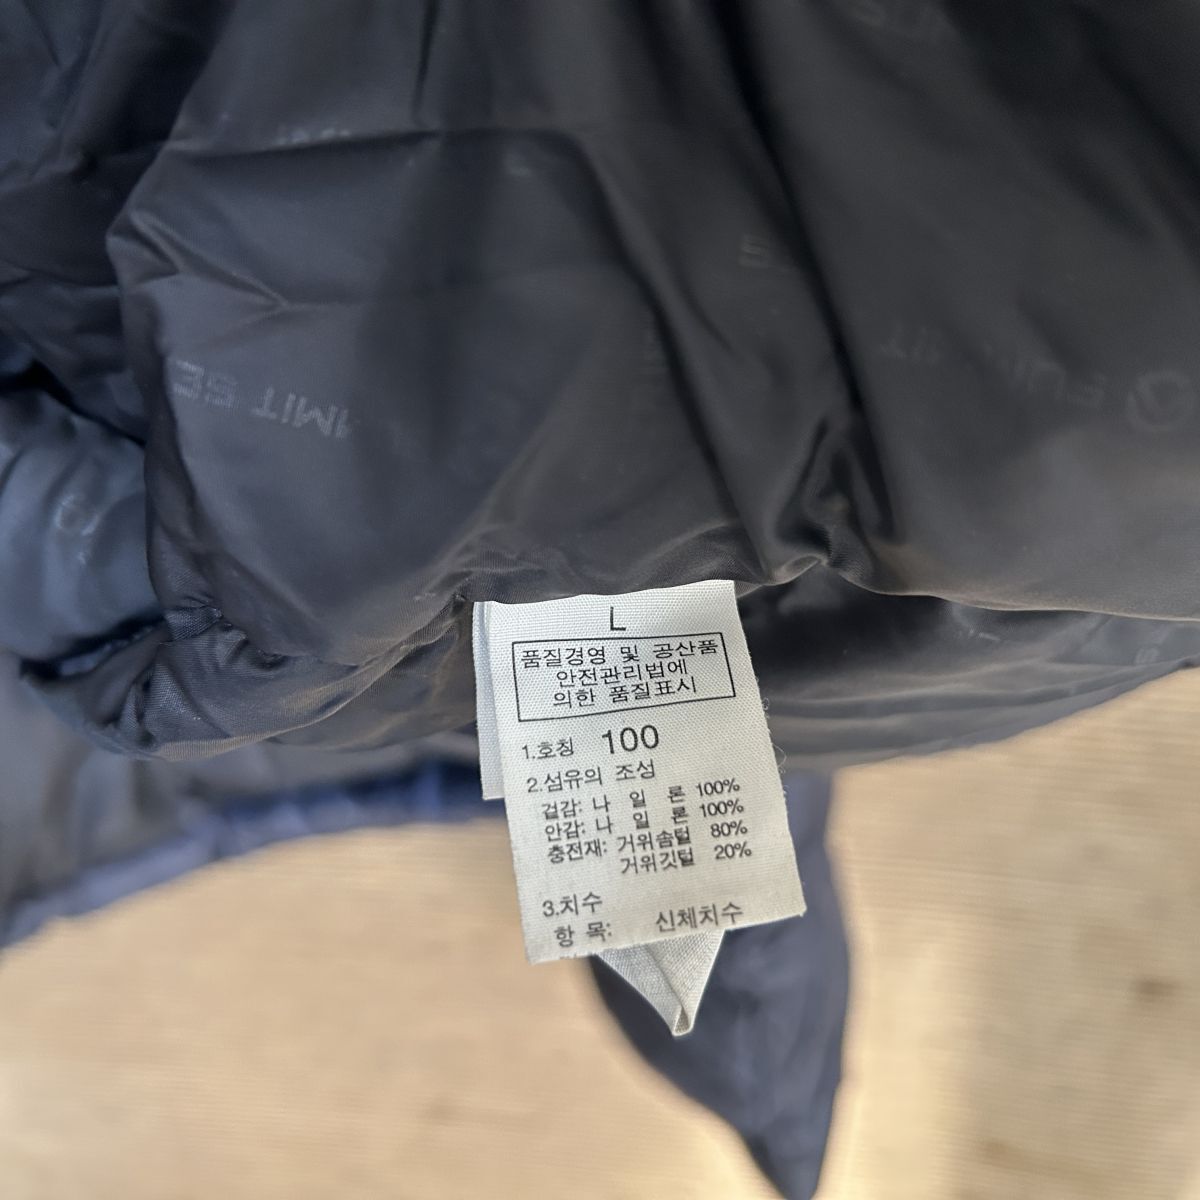 MMIT SE
L
품질경영 및 공산품
안전관리법에
의한 품질표시
1.호칭 100
2.섬유의 조성
겉감: 나 일 론 100%
안감: 나 일 론 100%
충전재: 거위솜털 80%
거위깃털 20%
3.치수
항 목: 신체치수